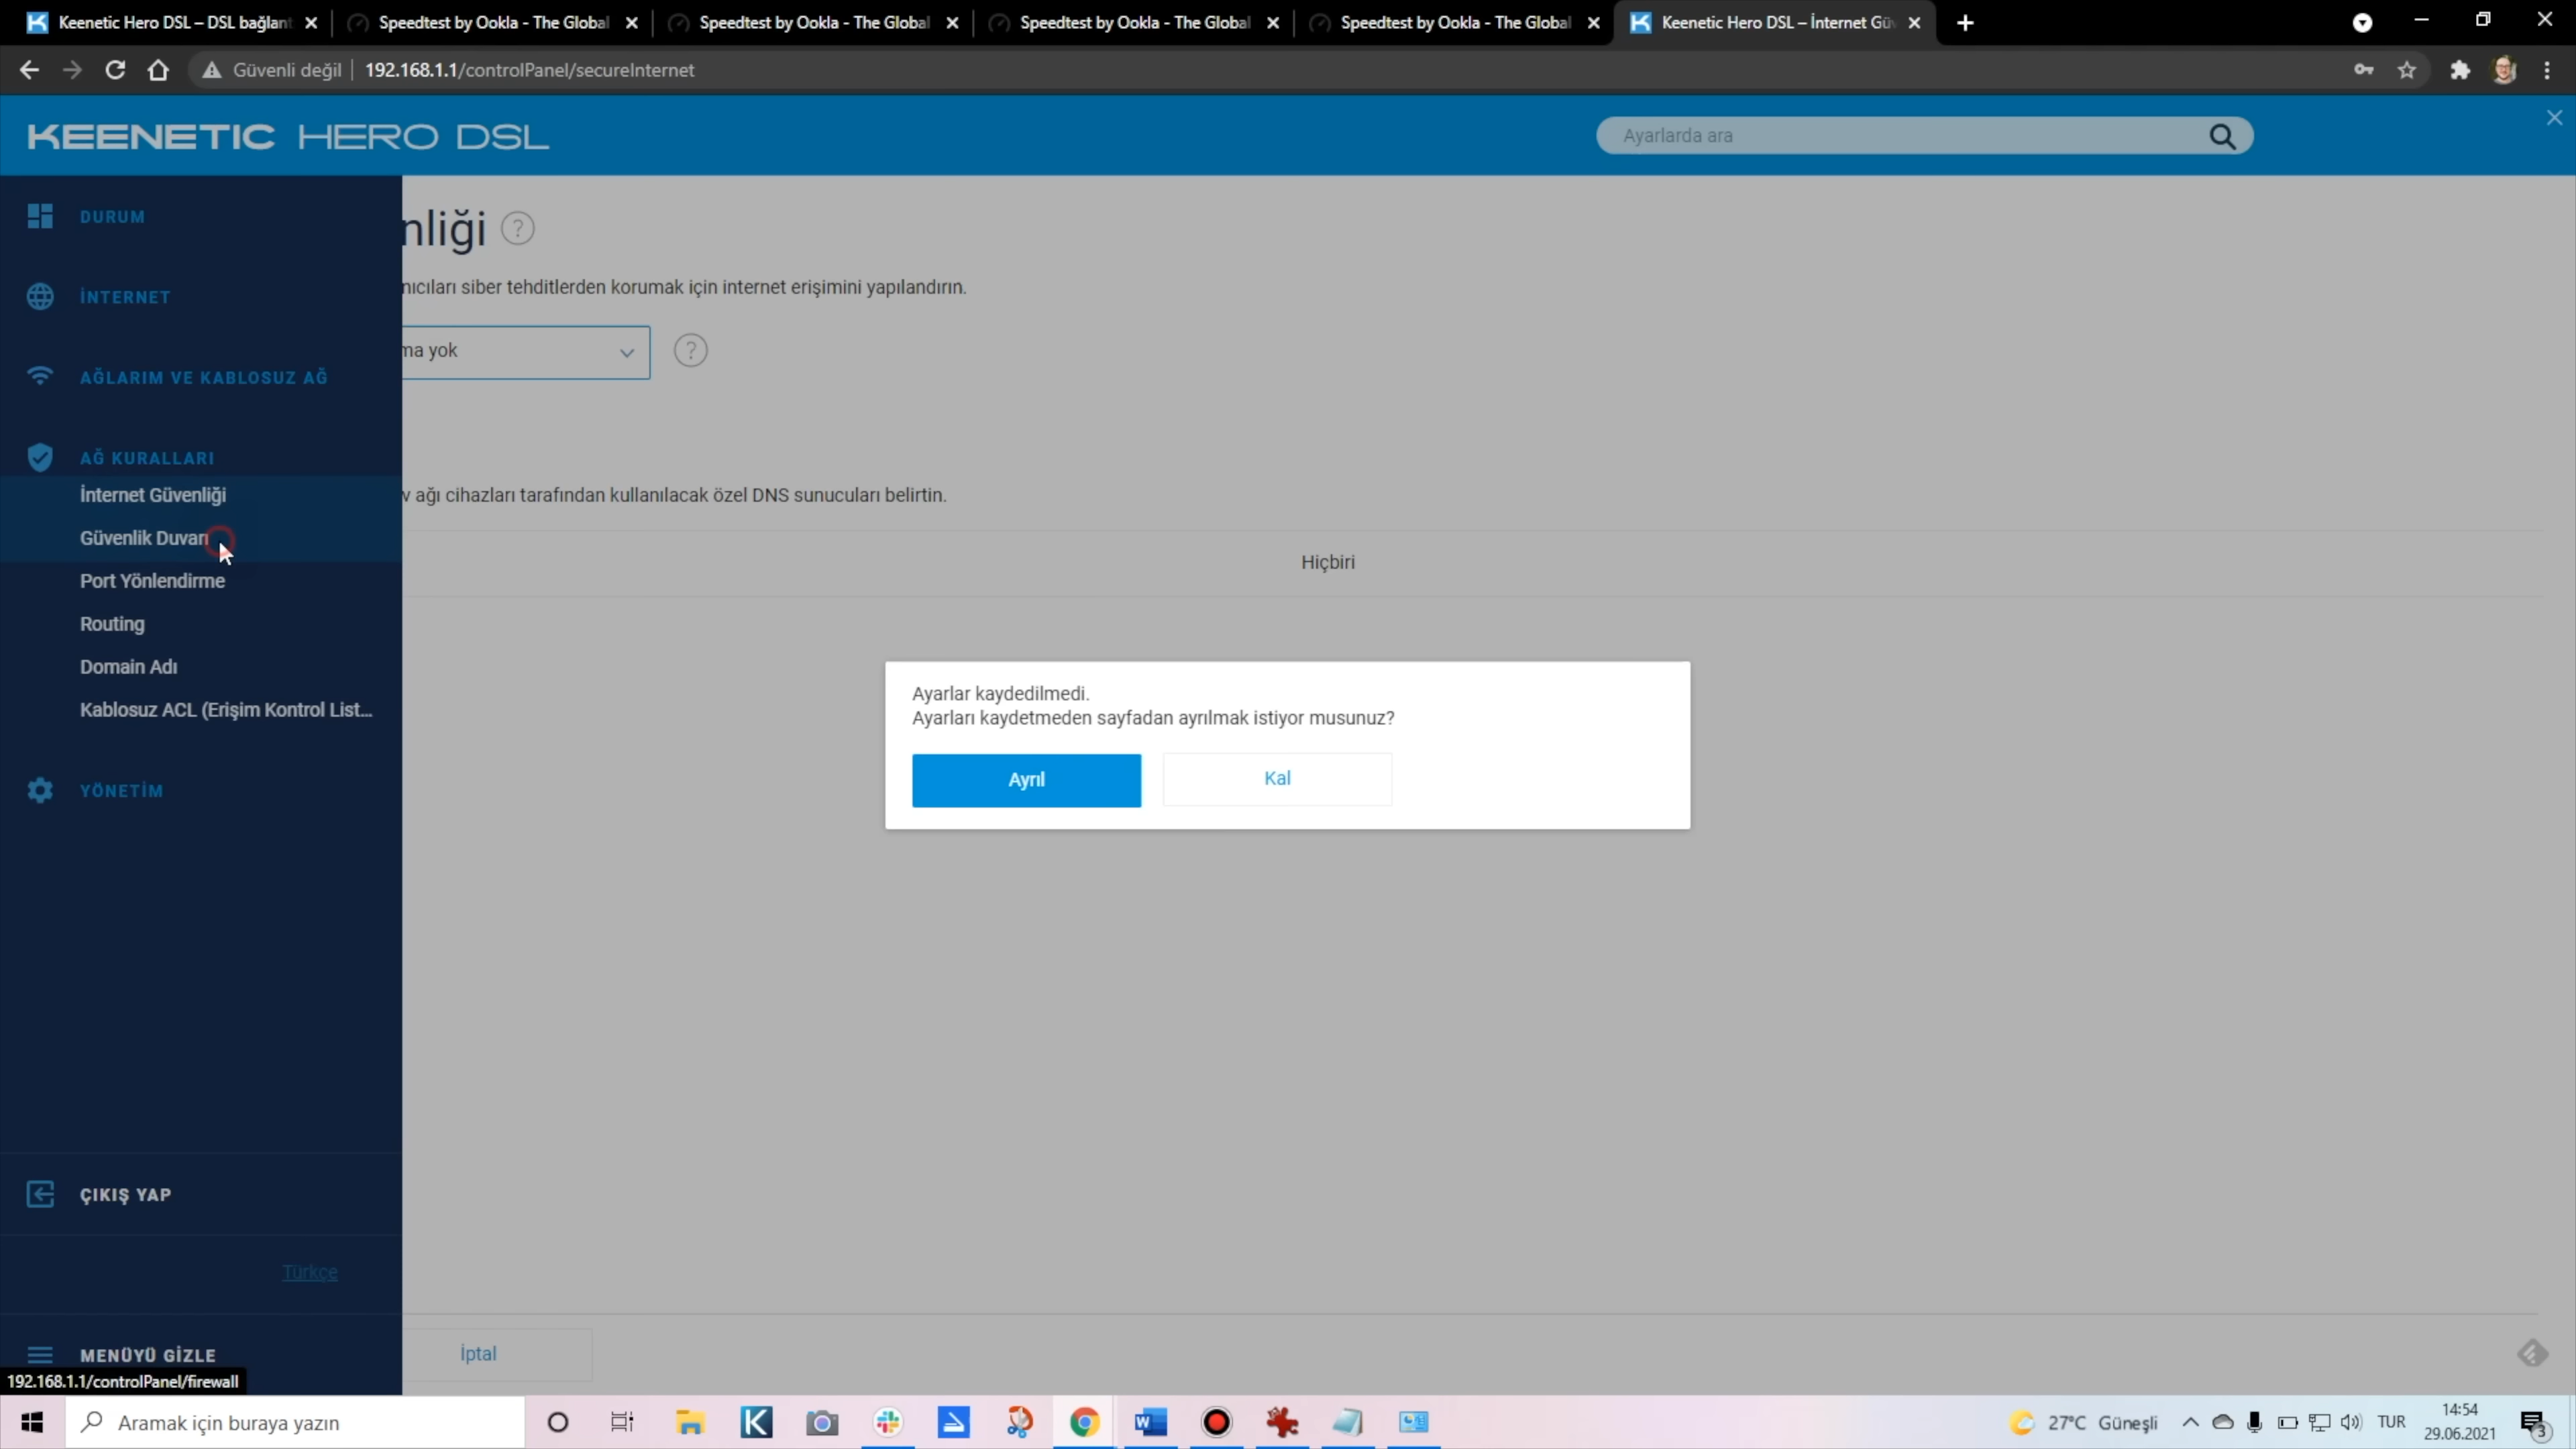 Keenetic Hero DSL – DSL bağlant
Speedtest by Ookla - The Global
Speedtest by Ookla - The Global
Speedtest by Ookla - The Global
Speedtest by Ookla - The Global
Keenetic Hero DSL – İnternet Gü
Güvenli değil
192.168.1.1/controlPanel/secureInternet
KEENETIC HERO DSL
Ayarlarda ara
DURUM
İNTERNET
AĞLARIM VE KABLOSUZ AĞ
AĞ KURALLARI
İnternet Güvenliği
Güvenlik Duvarı
Port Yönlendirme
Routing
Domain Adı
Kablosuz ACL (Erişim Kontrol List...
YÖNETİM
ÇIKIŞ YAP
Türkçe
MENÜYÜ GİZLE
192.168.1.1/controlPanel/firewall
nliği ?
nıcıları siber tehditlerden korumak için internet erişimini yapılandırın.
ma yok
?
v ağı cihazları tarafından kullanılacak özel DNS sunucuları belirtin.
Hiçbiri
Ayarlar kaydedilmedi.
Ayarları kaydetmeden sayfadan ayrılmak istiyor musunuz?
Ayrıl
Kal
İptal
Aramak için buraya yazın
27°C Güneşli
TUR
14:54
29.06.2021
3